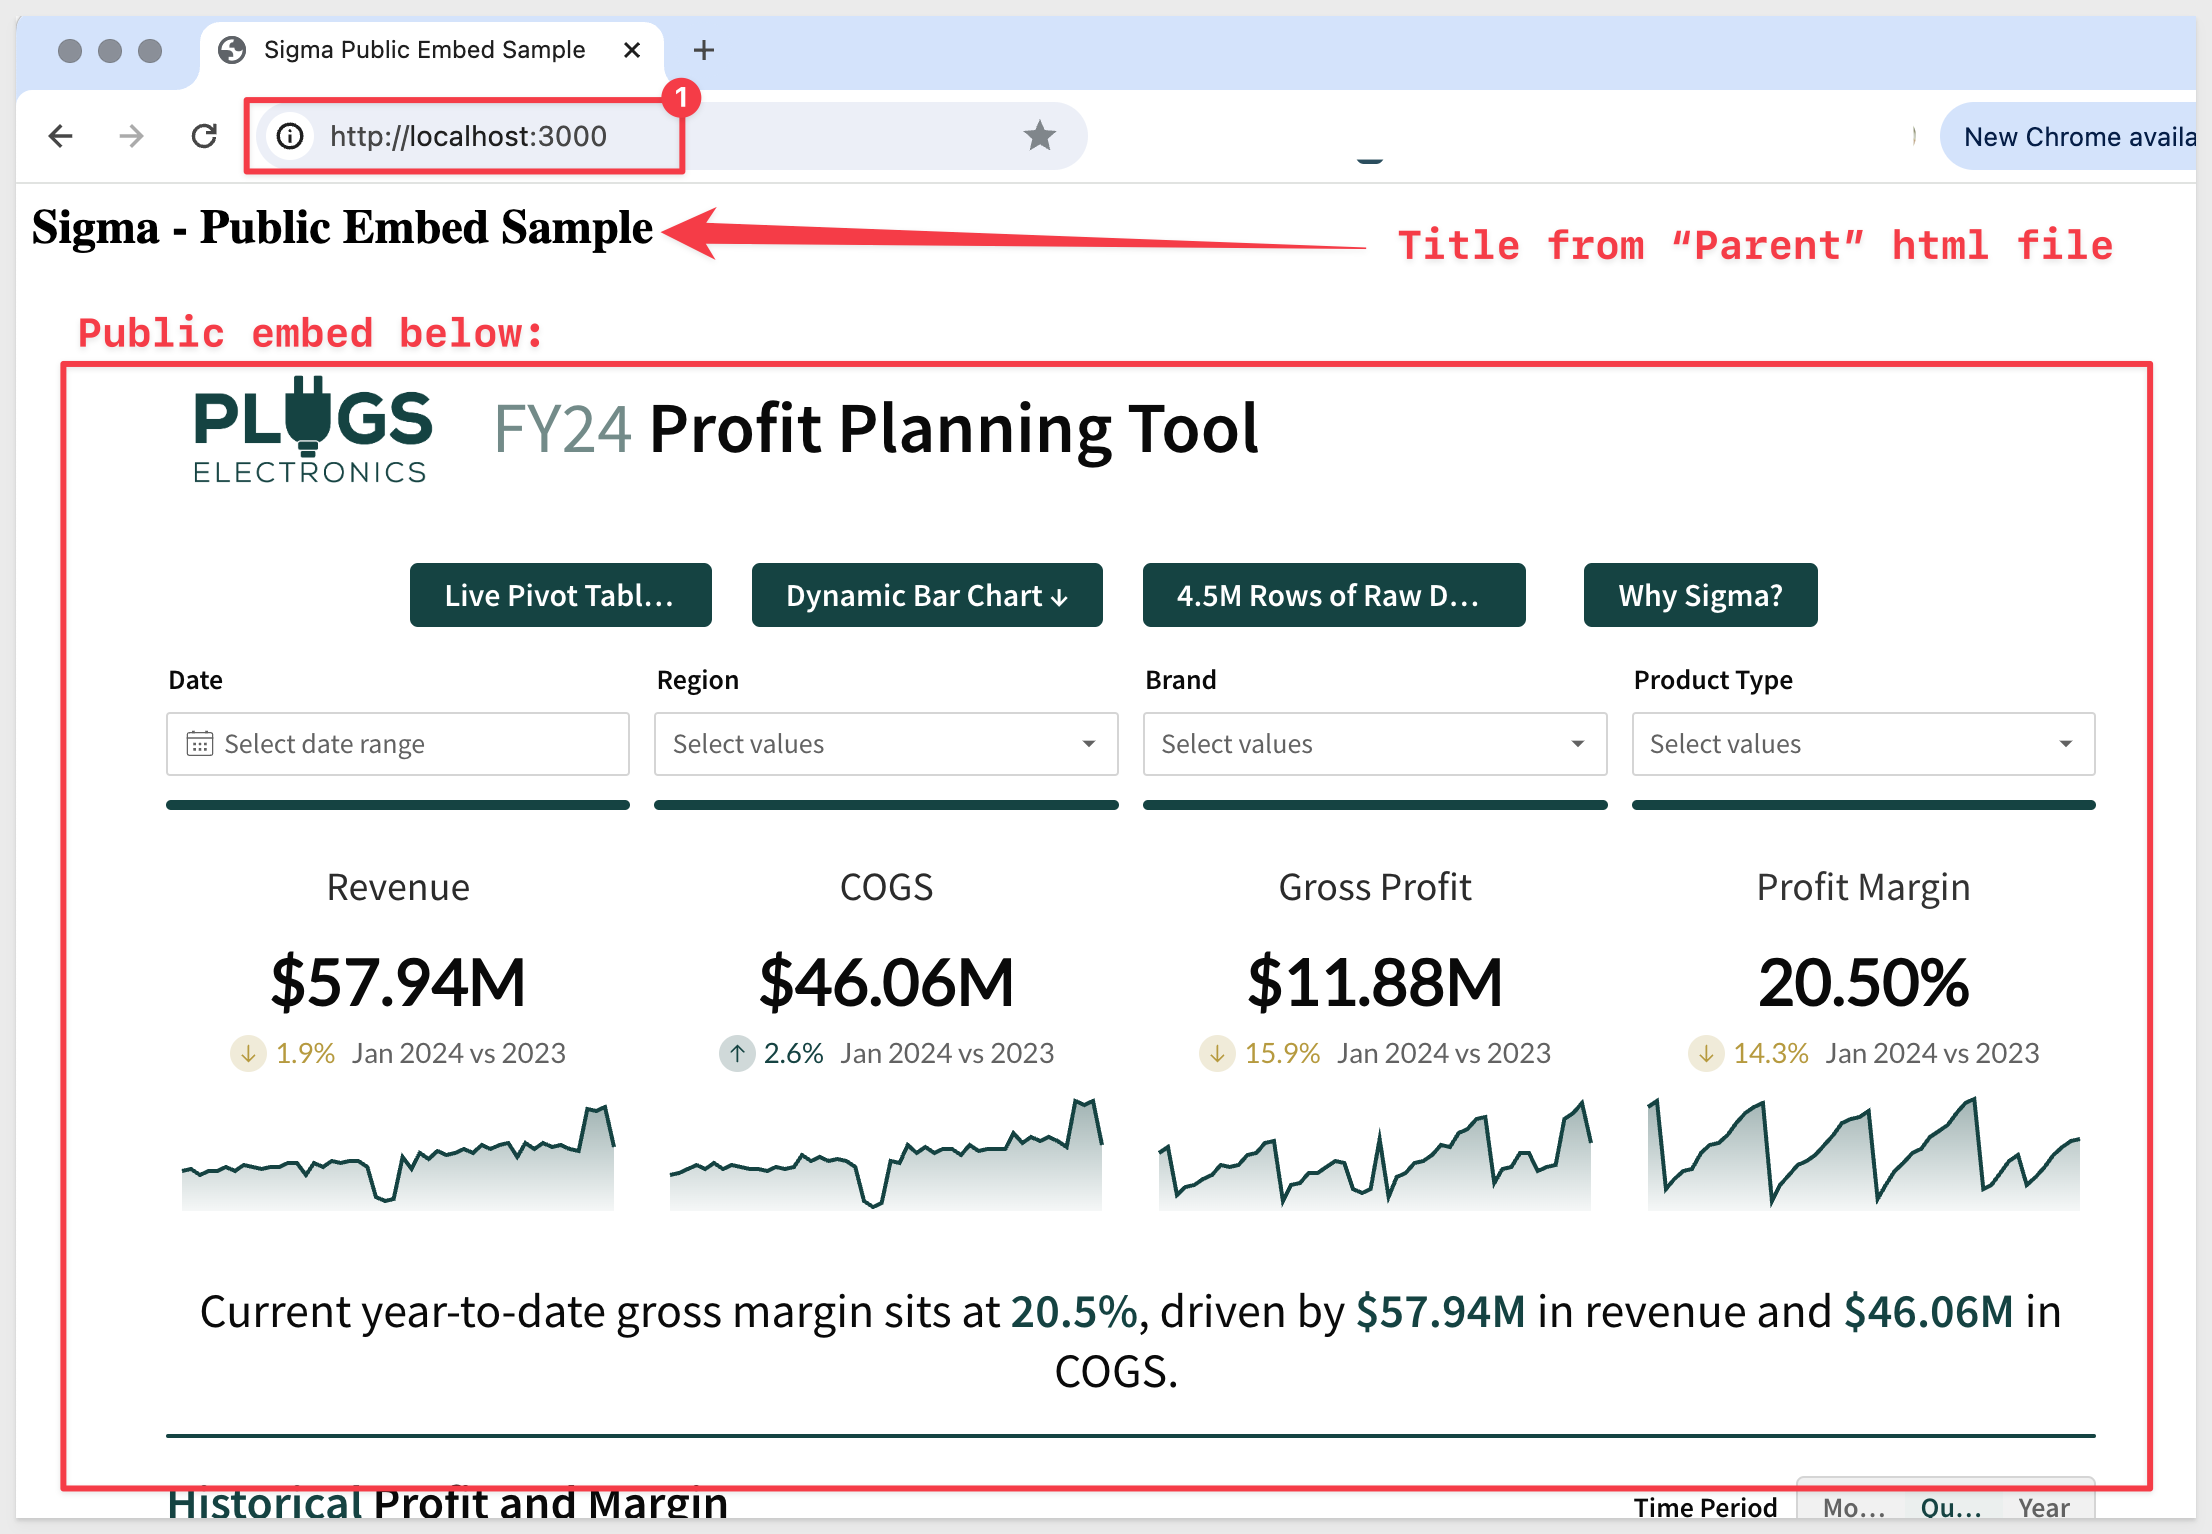 Sigma Public Embed Sample
1
http://localhost:3000
New Chrome availa
Sigma - Public Embed Sample
Title from “Parent” html file
Public embed below:
PLUGS
ELECTRONICS
FY24 Profit Planning Tool
Live Pivot Tabl...
Dynamic Bar Chart ↓
4.5M Rows of Raw D...
Why Sigma?
Date
Region
Brand
Product Type
Select date range
Select values
Select values
Select values
Revenue
COGS
Gross Profit
Profit Margin
$57.94M
$46.06M
$11.88M
20.50%
↓ 1.9% Jan 2024 vs 2023
↑ 2.6% Jan 2024 vs 2023
↓ 15.9% Jan 2024 vs 2023
↓ 14.3% Jan 2024 vs 2023
Current year-to-date gross margin sits at 20.5%, driven by $57.94M in revenue and $46.06M in
COGS.
Historical Profit and Margin
Time Period
Mo...
Qu...
Year